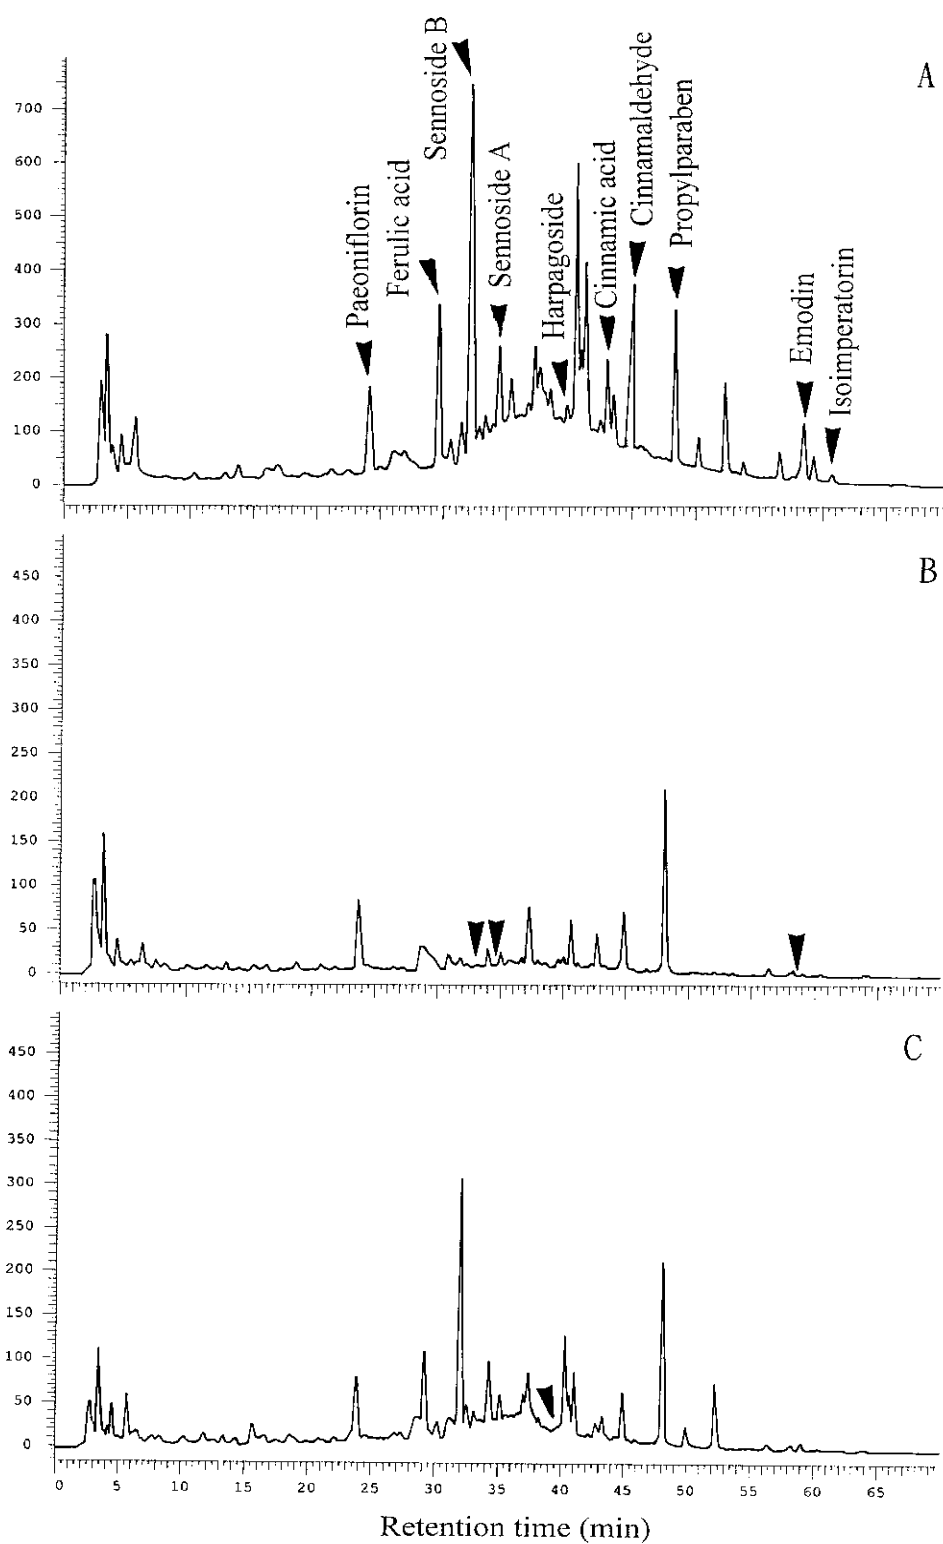 A
Sennoside B
Cinnamaldehyde
Propylparaben
Sennoside A
Cinnamic acid
Ferulic acid
Paeoniflorin
Harpagoside
Emodin
Isoimperatorin
700
600
500
400
300
200
100
0
B
450
400
350
300
250
200
150
100
50
0
C
450
400
350
300
250
200
150
100
50
0
0 5 10 15 20 25 30 35 40 45 50 55 60 65
Retention time (min)